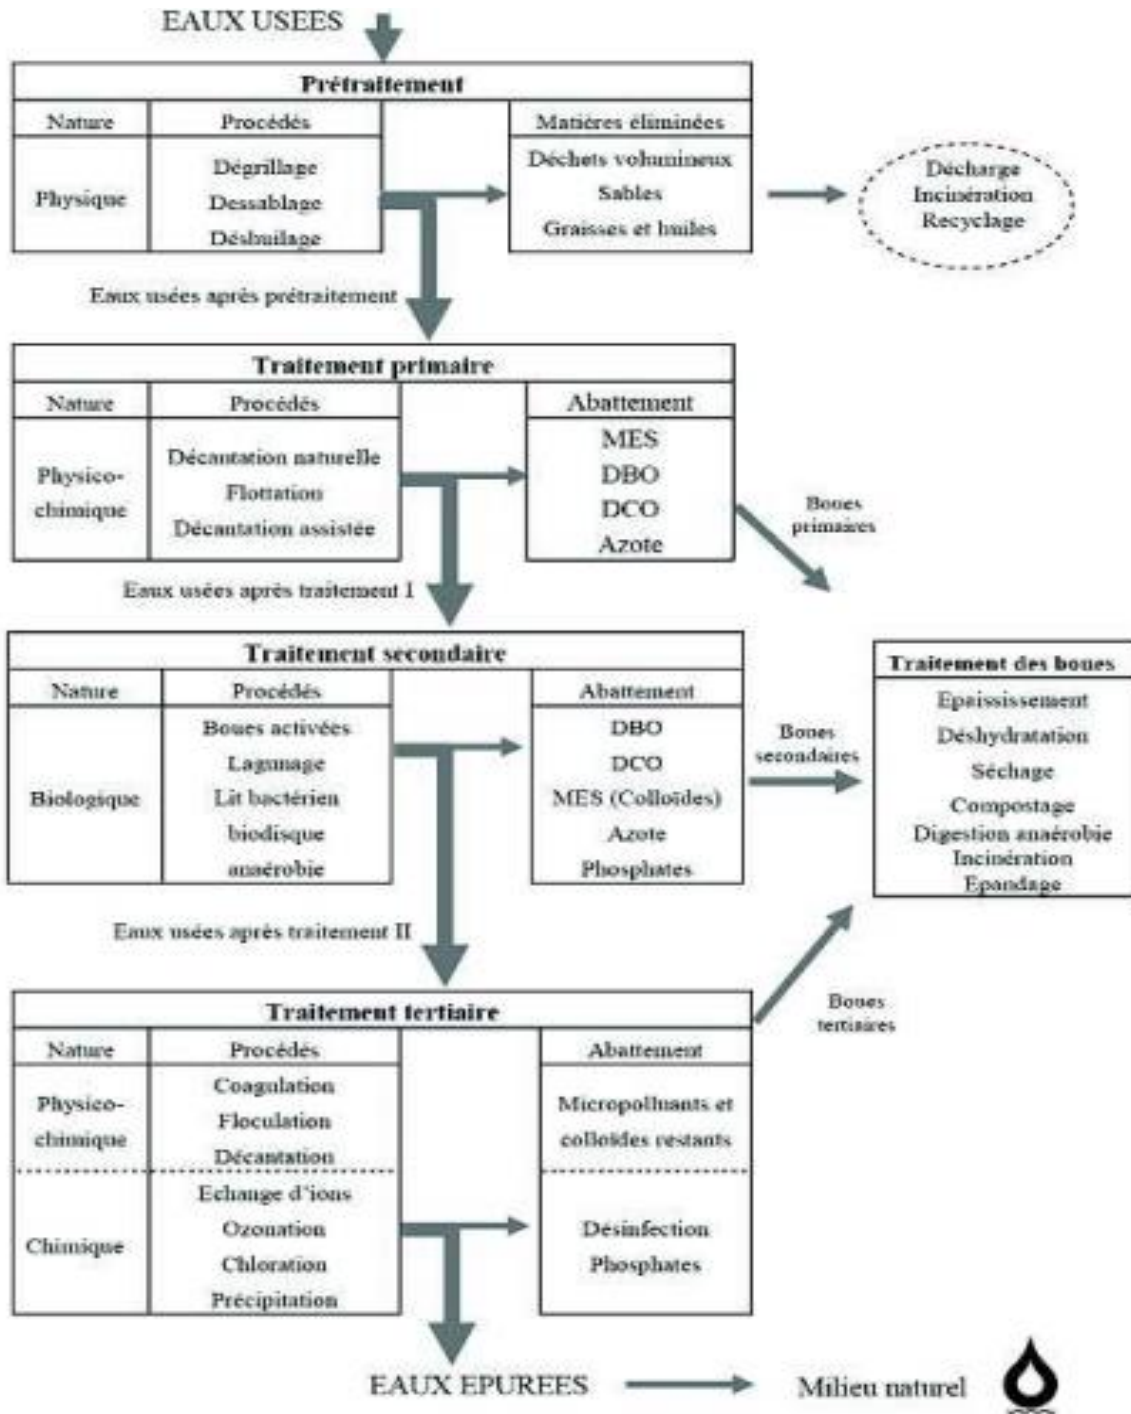 EAUX USEES
Prétraitement
Nature
Procédés
Matières éliminées
Physique
Dégrillage
Dessablage
Déshuilage
Déchets volumineux
Sables
Graisses et huiles
Décharge
Incinération
Recyclage
Eaux usées après prétraitement
Traitement primaire
Nature
Procédés
Abattement
Physico-
chimique
Décantation naturelle
Flottation
Décantation assistée
MES
DBO
DCO
Azote
Boues
primaires
Eaux usées après traitement I
Traitement secondaire
Nature
Procédés
Abattement
Biologique
Boues activées
Lagunage
Lit bactérien
biodisque
anaérobie
DBO
DCO
MES (Colloïdes)
Azote
Phosphates
Boues
secondaires
Traitement des boues
Epaississement
Déshydratation
Séchage
Compostage
Digestion anaérobie
Incinération
Epandage
Eaux usées après traitement II
Boues
tertiaires
Traitement tertiaire
Nature
Procédés
Abattement
Physico-
chimique
Coagulation
Floculation
Décantation
Micropolluants et
colloïdes restants
Chimique
Echange d'ions
Ozonation
Chloration
Précipitation
Désinfection
Phosphates
EAUX EPUREES
Milieu naturel